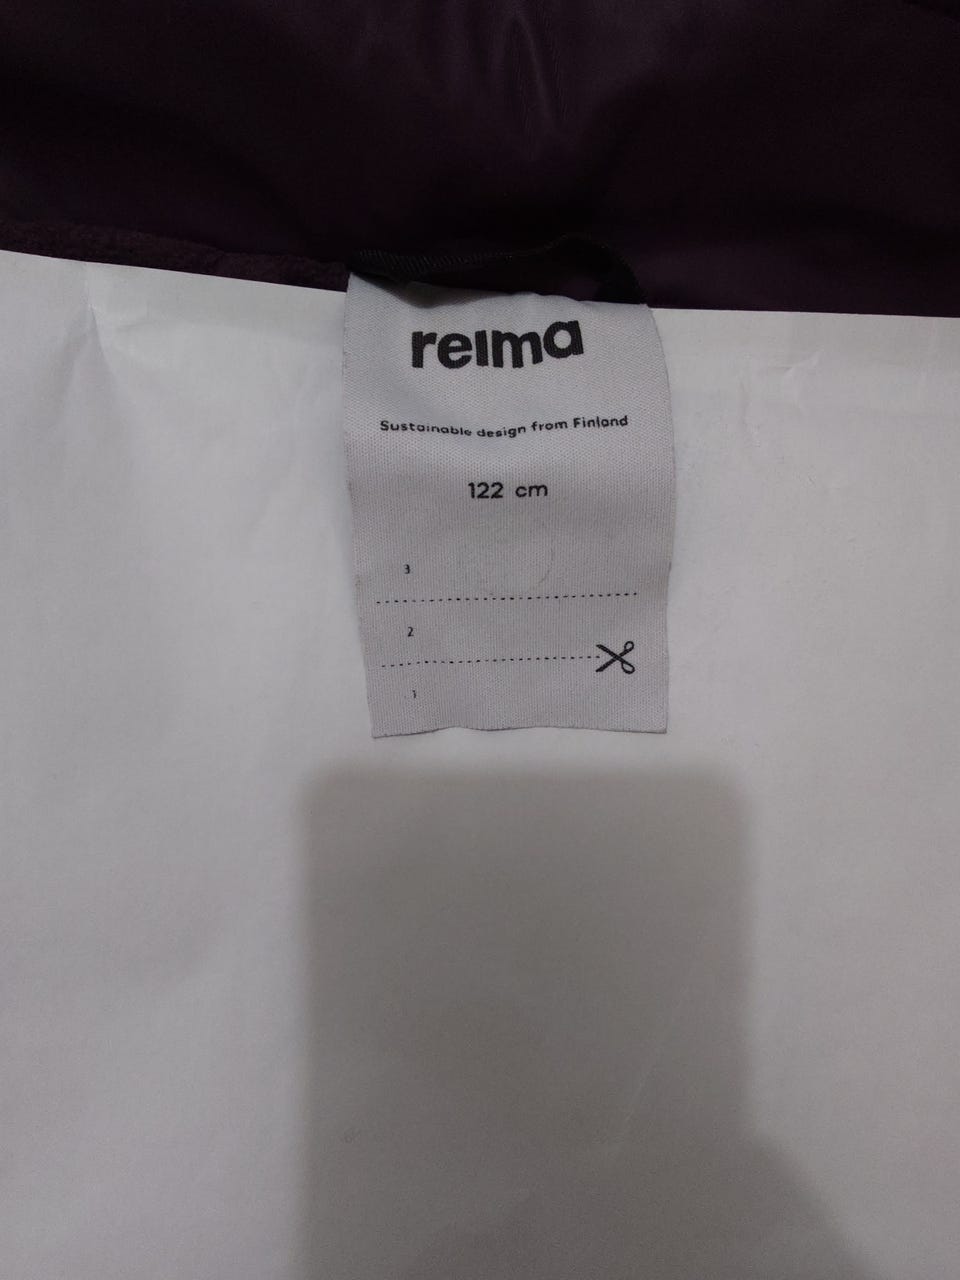 reima
Sustainable design from Finland
122 cm
3
2
1